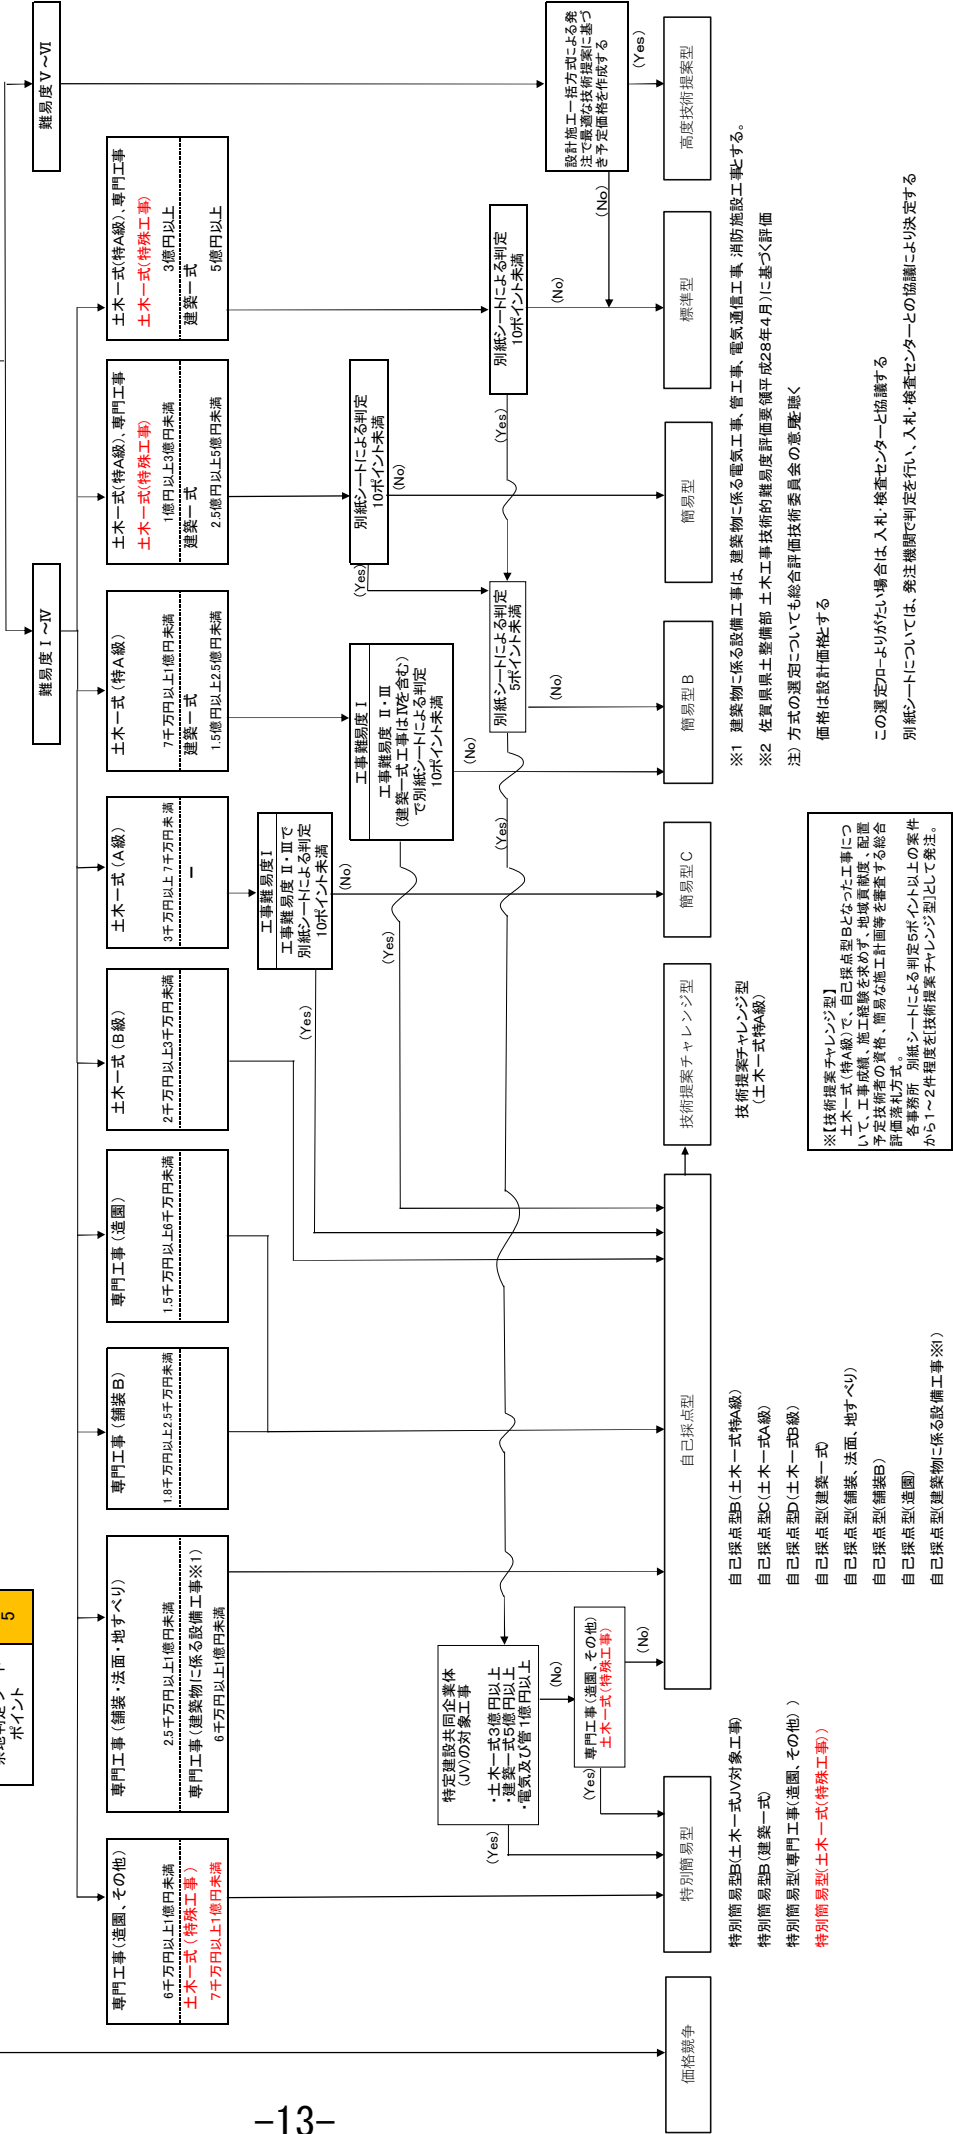 難易度Ⅴ～Ⅵ
難易度Ⅰ～Ⅳ
5
ポイント
専門工事(造園、その他)
6千万円以上1億円未満
土木一式(特殊工事)
7千万円以上1億円未満
専門工事(舗装・法面・地すべり)
2.5千万円以上1億円未満
専門工事(建築物に係る設備工事※1)
6千万円以上1億円未満
専門工事(舗装B)
1.8千万円以上2.5千万円未満
専門工事(造園)
1.5千万円以上6千万円未満
土木一式(B級)
2千万円以上3千万円未満
土木一式(A級)
3千万円以上7千万円未満
－
土木一式(特A級)
7千万円以上1億円未満
建築一式
1.5億円以上2.5億円未満
土木一式(特A級)、専門工事
土木一式(特殊工事)
1億円以上3億円未満
建築一式
2.5億円以上5億円未満
土木一式(特A級)、専門工事
土木一式(特殊工事)
3億円以上
建築一式
5億円以上
工事難易度Ⅰ
工事難易度Ⅱ・Ⅲで
別紙シートによる判定
10ポイント未満
(Yes)
(No)
工事難易度Ⅰ
工事難易度Ⅱ・Ⅲ
(建築一式工事はⅣを含む)
で別紙シートによる判定
10ポイント未満
(Yes)
(No)
別紙シートによる判定
10ポイント未満
(Yes)
(No)
別紙シートによる判定
10ポイント未満
(Yes)
(No)
設計施工一括方式による発
注で最適な技術提案に基づ
き予定価格を作成する
(No)
(Yes)
別紙シートによる判定
5ポイント未満
(Yes)
(No)
特定建設共同企業体
(JV)の対象工事
・土木一式3億円以上
・建築一式5億円以上
・電気及び管1億円以上
(Yes)
(No)
専門工事(造園、その他)
土木一式(特殊工事)
(Yes)
(No)
価格競争
特別簡易型
自己採点型
技術提案チャレンジ型
簡易型C
簡易型B
簡易型
標準型
高度技術提案型
特別簡易型B(土木一式JV対象工事)
特別簡易型B(建築一式)
特別簡易型(専門工事(造園、その他))
特別簡易型(土木一式(特殊工事))
自己採点型B(土木一式特A級)
自己採点型C(土木一式A級)
自己採点型D(土木一式B級)
自己採点型(建築一式)
自己採点型(舗装、法面、地すべり)
自己採点型(舗装B)
自己採点型(造園)
自己採点型(建築物に係る設備工事※1)
技術提案チャレンジ型
(土木一式特A級)
※1 建築物に係る設備工事は、建築物に係る電気工事、管工事、電気通信工事、消防施設工事とする。
※2 佐賀県県土整備部 土木工事技術的難易度評価要領(平成28年4月)に基づく評価
注)方式の選定についても総合評価技術委員会の意見を聴く
価格は設計価格とする
この選定フローよりがたい場合は、入札・検査センターと協議する
別紙シートについては、発注機関で判定を行い、入札・検査センターとの協議により決定する
※【技術提案チャレンジ型】
土木一式(特A級)で、自己採点型Bとなった工事につ
いて、工事成績、施工経験を求めず、地域貢献度、配置
予定技術者の資格、簡易な施工計画等を審査する総合
評価落札方式。
各事務所 別紙シートによる判定5ポイント以上の案件
から1～2件程度を[技術提案チャレンジ型]として発注。
-13-